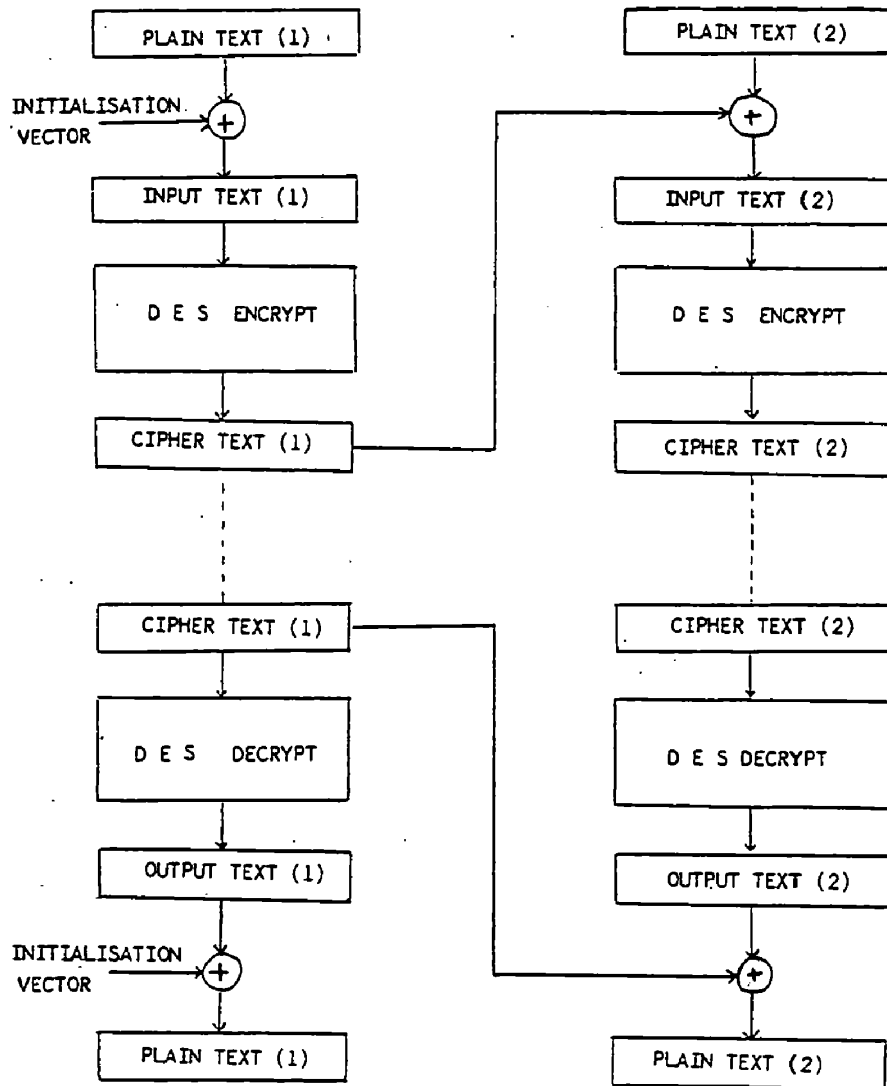 PLAIN TEXT (1)
INITIALISATION
VECTOR
+
INPUT TEXT (1)
D E S ENCRYPT
CIPHER TEXT (1)
CIPHER TEXT (1)
D E S DECRYPT
OUTPUT TEXT (1)
INITIALISATION
VECTOR
+
PLAIN TEXT (1)
PLAIN TEXT (2)
+
INPUT TEXT (2)
D E S ENCRYPT
CIPHER TEXT (2)
CIPHER TEXT (2)
D E S DECRYPT
OUTPUT TEXT (2)
+
PLAIN TEXT (2)